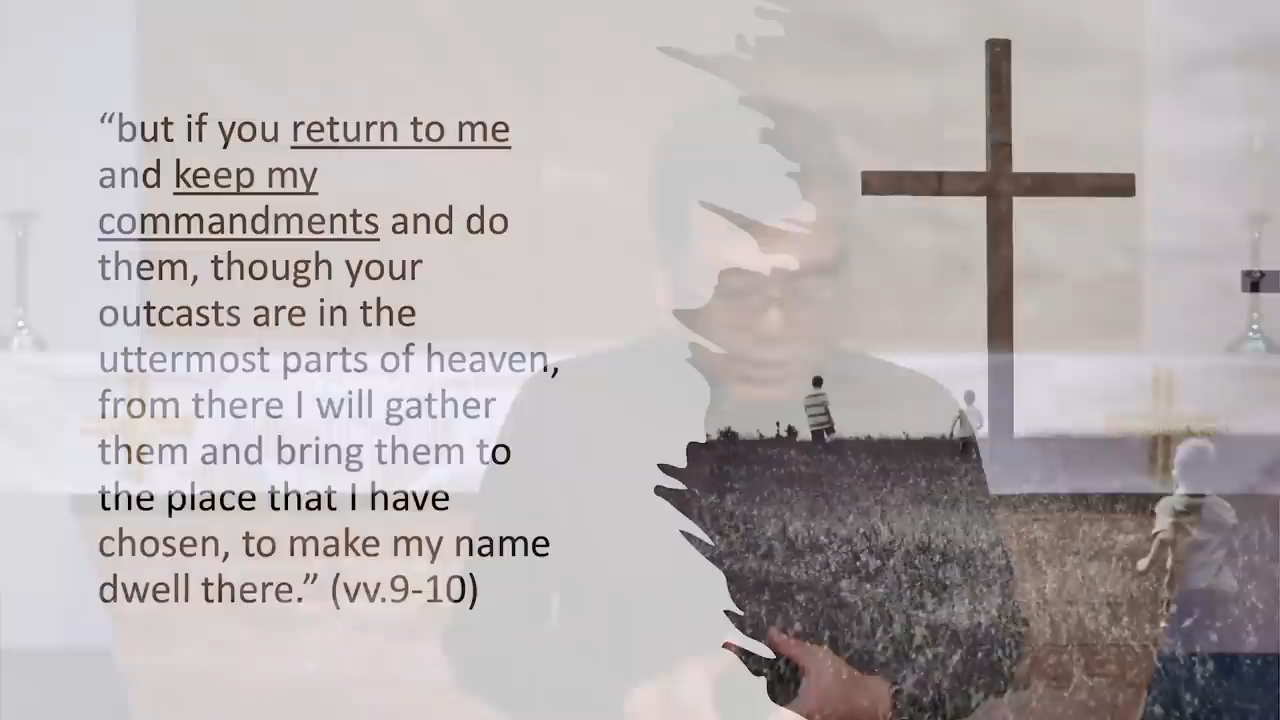 “but if you return to me
and keep my
commandments and do
them, though your
outcasts are in the
uttermost parts of heaven,
from there I will gather
them and bring them to
the place that I have
chosen, to make my name
dwell there.” (vv.9-10)